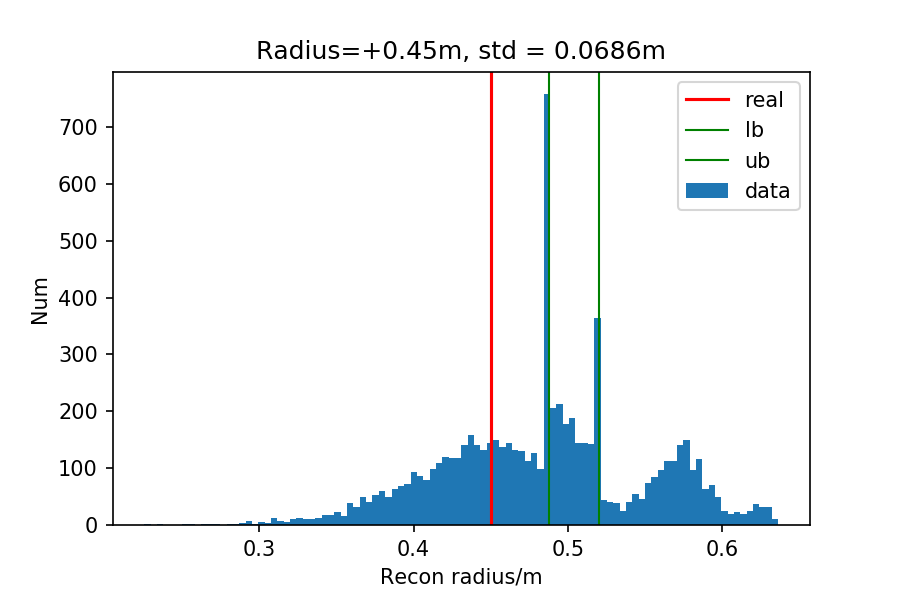 Radius=+0.45m, std = 0.0686m
real
lb
ub
data
700
600
500
400
300
200
100
0
Num
0.3 0.4 0.5 0.6
Recon radius/m